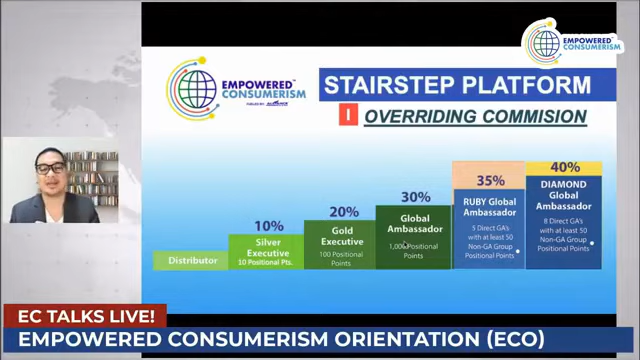 EMPOWERED
CONSUMERISM
EMPOWERED
CONSUMERISM
FUELED BY: ALLIANCE
STAIRSTEP PLATFORM
I OVERRIDING COMMISION
Distributor
10%
Silver
Executive
10 Positional Pts.
20%
Gold
Executive
100 Positional
Points
30%
Global
Ambassador
1,000 Positional
Points
35%
RUBY Global
Ambassador
5 Direct GA's
with at least 50
Non-GA Group
Positional Points
40%
DIAMOND
Global
Ambassador
8 Direct GA's
with at least 50
Non-GA Group
Positional Points
EC TALKS LIVE!
EMPOWERED CONSUMERISM ORIENTATION (ECO)